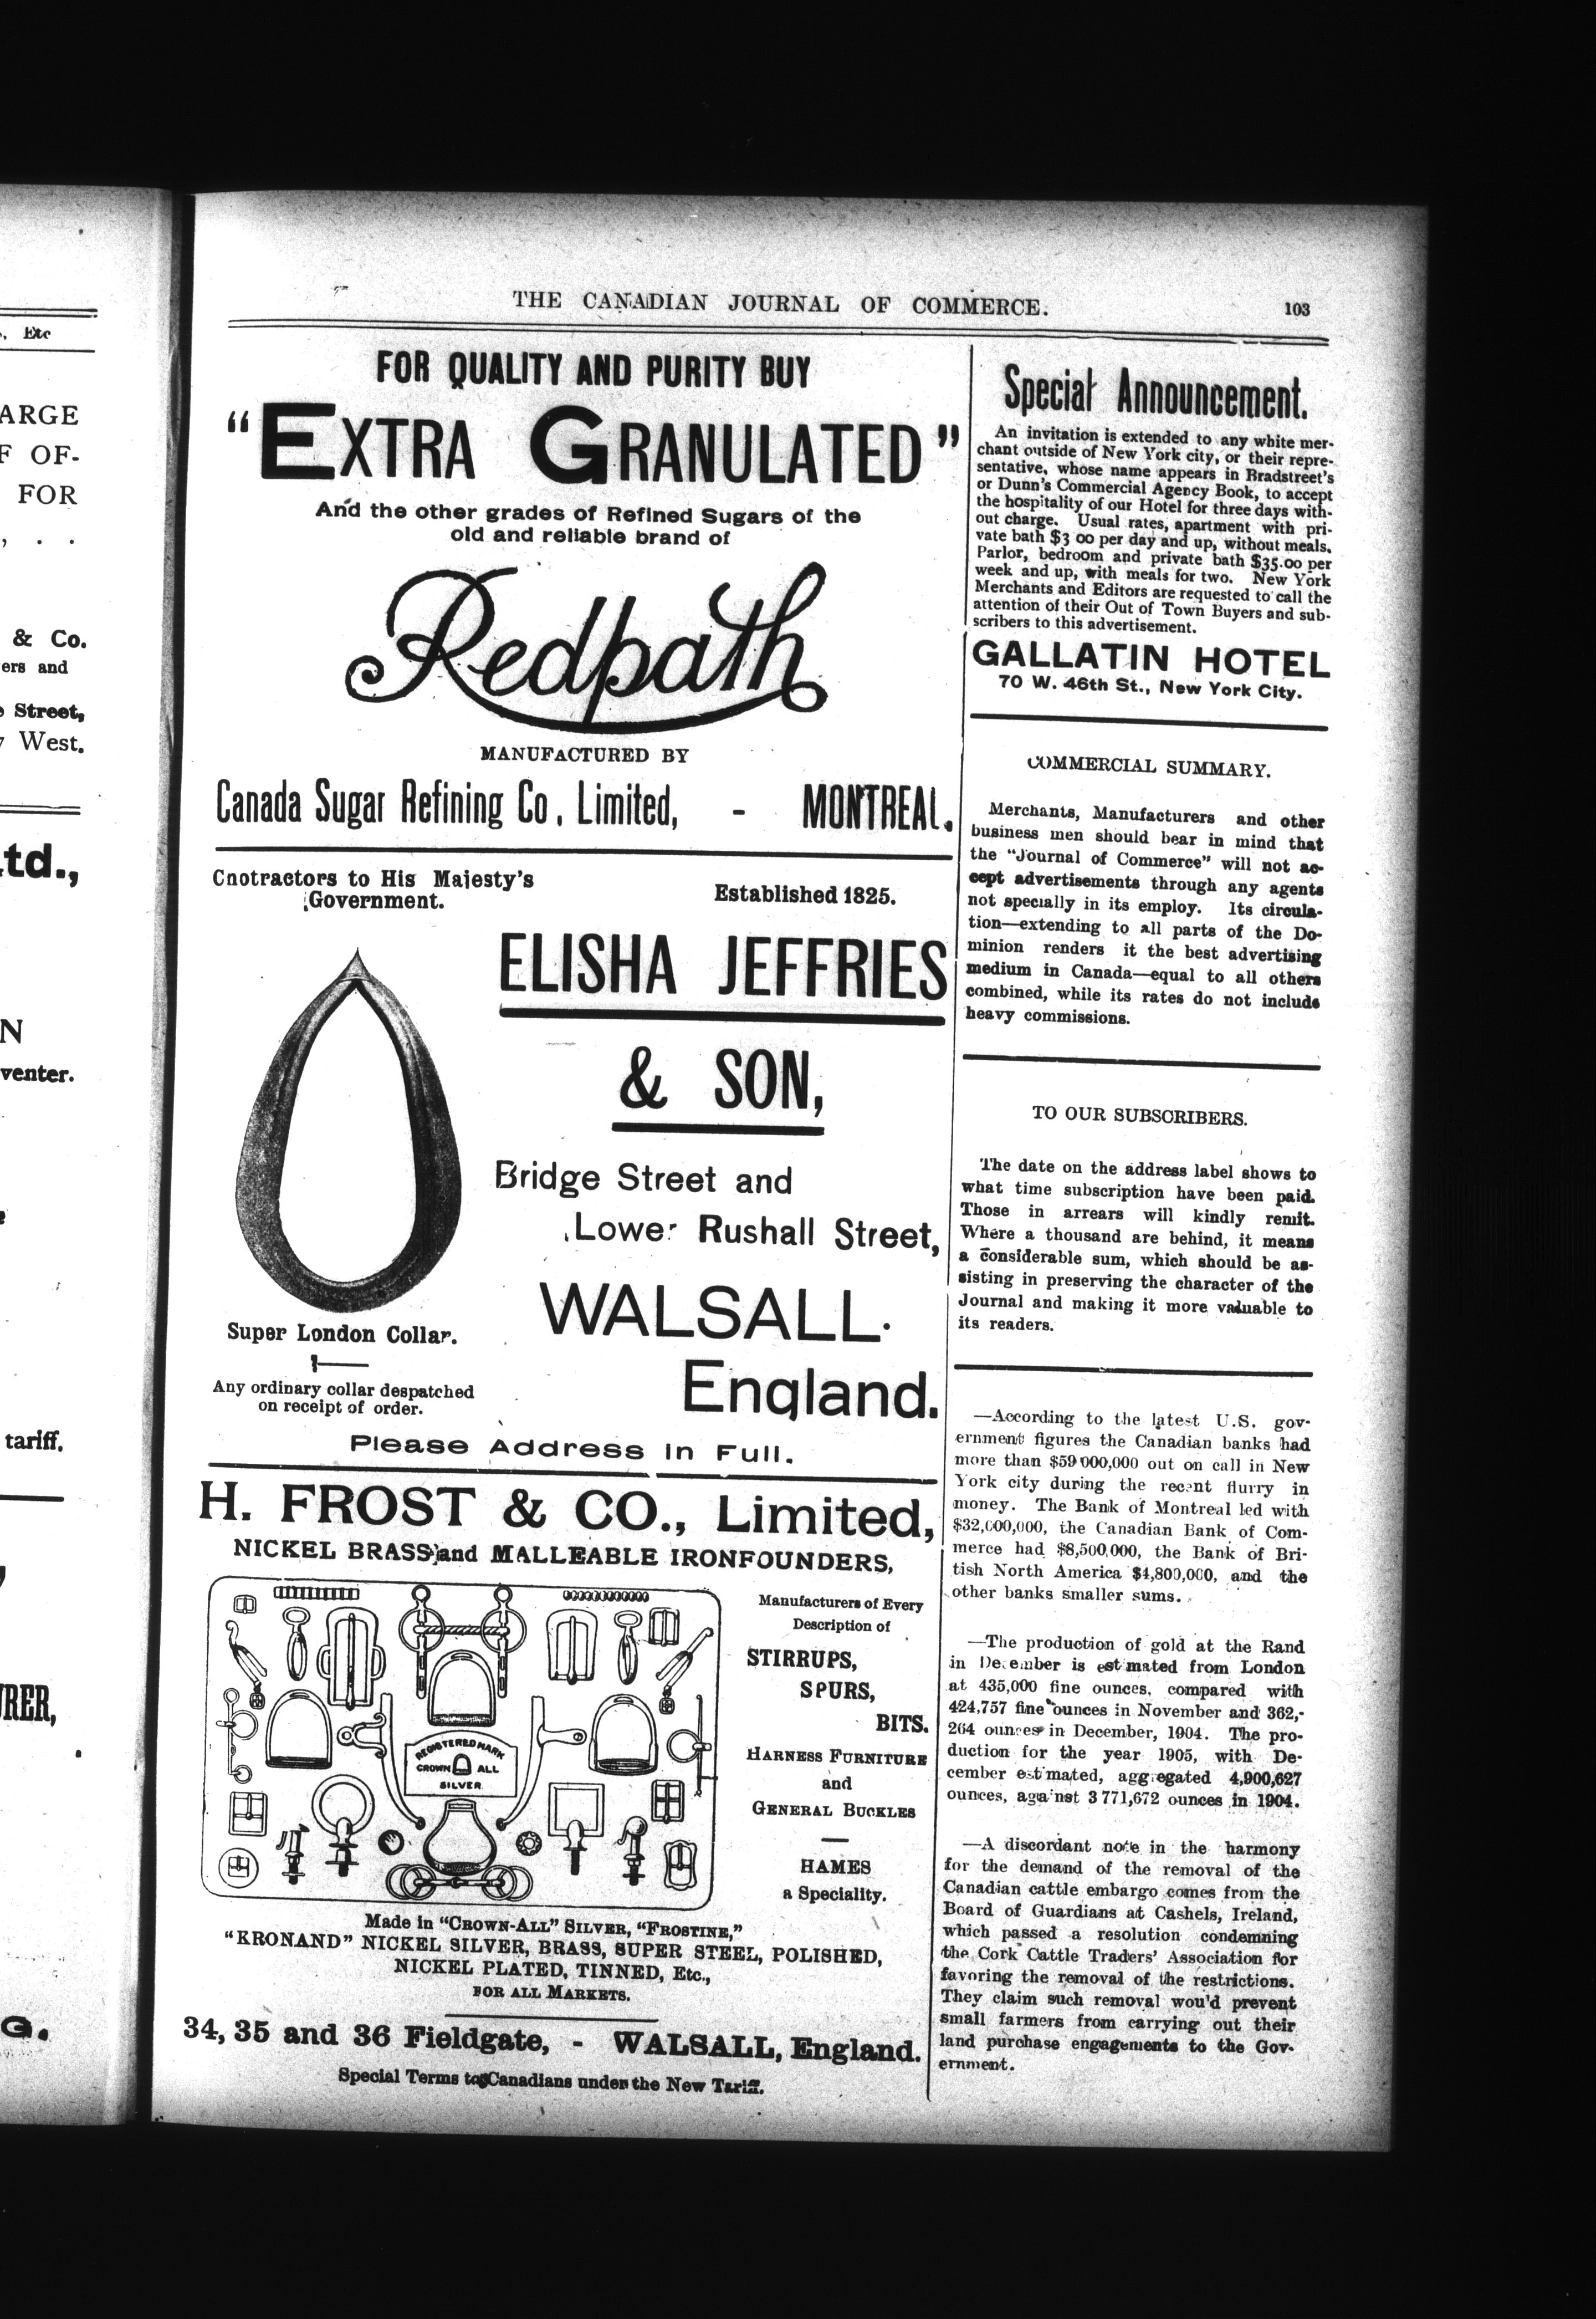 ., Etc
ARGE
F OF-
FOR
, . .
& Co.
ers and
Street,
West.
td.,
N
venter.
tariff.
RER,
G.
THE CANADIAN JOURNAL OF COMMERCE.
103
FOR QUALITY AND PURITY BUY
"EXTRA GRANULATED"
And the other grades of Refined Sugars of the
old and reliable brand of
Redpath
MANUFACTURED BY
Canada Sugar Refining Co., Limited, - MONTREAL.
Cnotractors to His Majesty's
Government.
Established 1825.
ELISHA JEFFRIES
& SON,
Bridge Street and
Lower Rushall Street,
WALSALL.
England.
Super London Collar.
Any ordinary collar despatched
on receipt of order.
Please Address in Full.
H. FROST & CO., Limited,
NICKEL BRASS and MALLEABLE IRONFOUNDERS,
REGISTERED MARK
CROWN ALL
SILVER
Manufacturers of Every
Description of
STIRRUPS,
SPURS,
BITS.
HARNESS FURNITURE
and
GENERAL BUCKLES
HAMES
a Speciality.
Made in "CROWN-ALL" SILVER, "FROSTINE,"
"KRONAND" NICKEL SILVER, BRASS, SUPER STEEL, POLISHED,
NICKEL PLATED, TINNED, Etc.,
FOR ALL MARKETS.
34, 35 and 36 Fieldgate, - WALSALL, England.
Special Terms to Canadians under the New Tariff.
Special Announcement.
An invitation is extended to any white mer-
chant outside of New York city, or their repre-
sentative, whose name appears in Bradstreet's
or Dunn's Commercial Agency Book, to accept
the hospitality of our Hotel for three days with-
out charge. Usual rates, apartment with pri-
vate bath $3 00 per day and up, without meals.
Parlor, bedroom and private bath $35.00 per
week and up, with meals for two. New York
Merchants and Editors are requested to call the
attention of their Out of Town Buyers and sub-
scribers to this advertisement.
GALLATIN HOTEL
70 W. 46th St., New York City.
COMMERCIAL SUMMARY.
Merchants, Manufacturers and other
business men should bear in mind that
the "Journal of Commerce" will not ac-
cept advertisements through any agents
not specially in its employ. Its circula-
tion—extending to all parts of the Do-
minion renders it the best advertising
medium in Canada—equal to all others
combined, while its rates do not include
heavy commissions.
TO OUR SUBSCRIBERS.
The date on the address label shows to
what time subscription have been paid.
Those in arrears will kindly remit.
Where a thousand are behind, it means
a considerable sum, which should be as-
sisting in preserving the character of the
Journal and making it more valuable to
its readers.
—According to the latest U.S. gov-
ernment figures the Canadian banks had
more than $59 000,000 out on call in New
York city during the recent flurry in
money. The Bank of Montreal led with
$32,000,000, the Canadian Bank of Com-
merce had $8,500,000, the Bank of Bri-
tish North America $4,800,000, and the
other banks smaller sums.
—The production of gold at the Rand
in December is estimated from London
at 435,000 fine ounces, compared with
424,757 fine ounces in November and 362,-
264 ounces in December, 1904. The pro-
duction for the year 1905, with De-
cember estimated, aggregated 4,900,627
ounces, against 3 771,672 ounces in 1904.
—A discordant note in the harmony
for the demand of the removal of the
Canadian cattle embargo comes from the
Board of Guardians at Cashels, Ireland,
which passed a resolution condemning
the Cork Cattle Traders' Association for
favoring the removal of the restrictions.
They claim such removal wou'd prevent
small farmers from carrying out their
land purchase engagements to the Gov-
ernment.